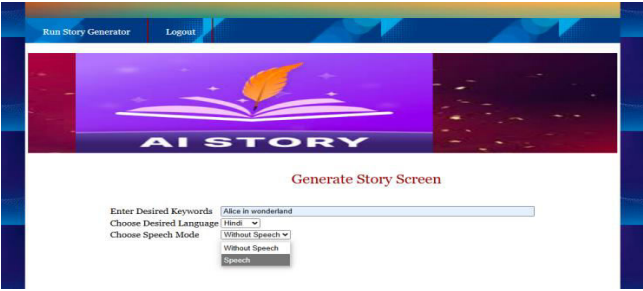 Run Story Generator Logout
AI STORY
Generate Story Screen
Enter Desired Keywords Alice in wonderland
Choose Desired Language Hindi
Choose Speech Mode Without Speech
Without Speech
Speech